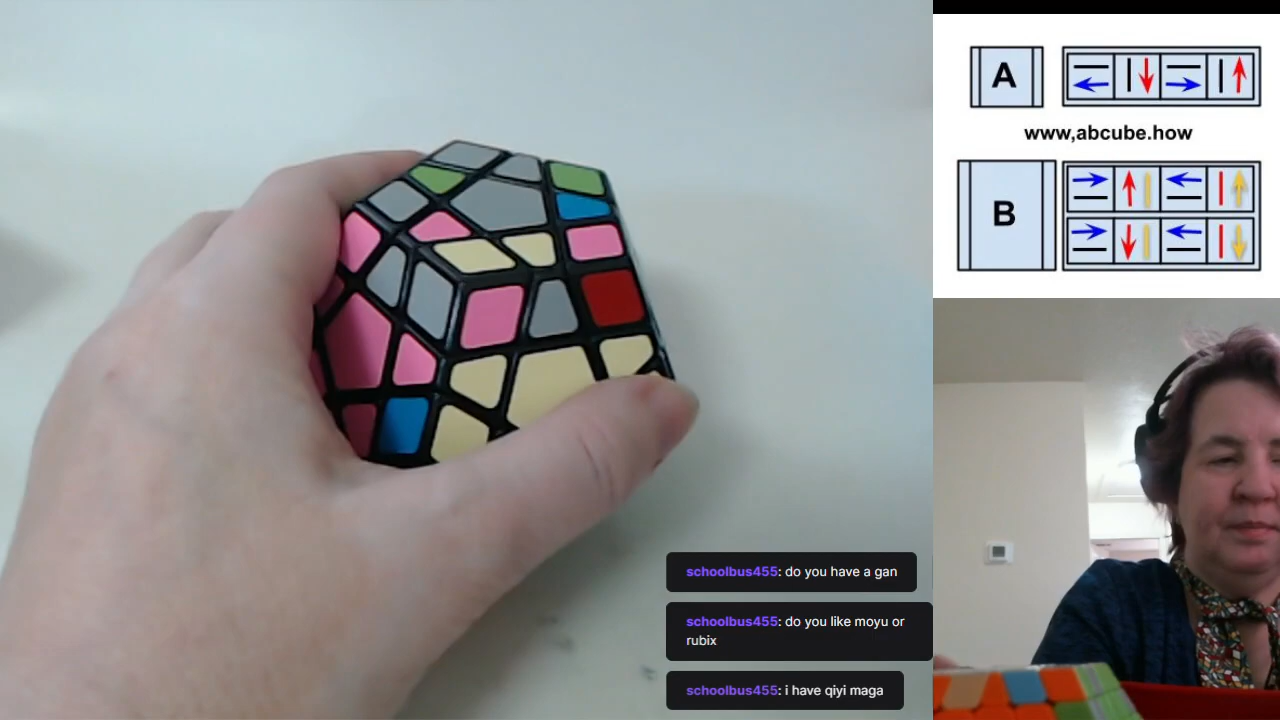 A
www,abcube.how
B
schoolbus455: do you have a gan
schoolbus455: do you like moyu or
rubix
schoolbus455: i have qiyi maga